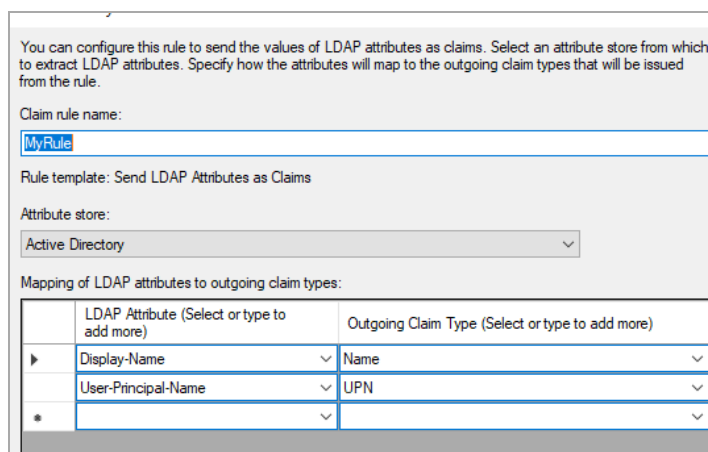 You can configure this rule to send the values of LDAP attributes as claims. Select an attribute store from which
to extract LDAP attributes. Specify how the attributes will map to the outgoing claim types that will be issued
from the rule.
Claim rule name:
MyRule
Rule template: Send LDAP Attributes as Claims
Attribute store:
Active Directory
Mapping of LDAP attributes to outgoing claim types:
LDAP Attribute (Select or type to
add more)
Outgoing Claim Type (Select or type to add more)
Display-Name
Name
User-Principal-Name
UPN